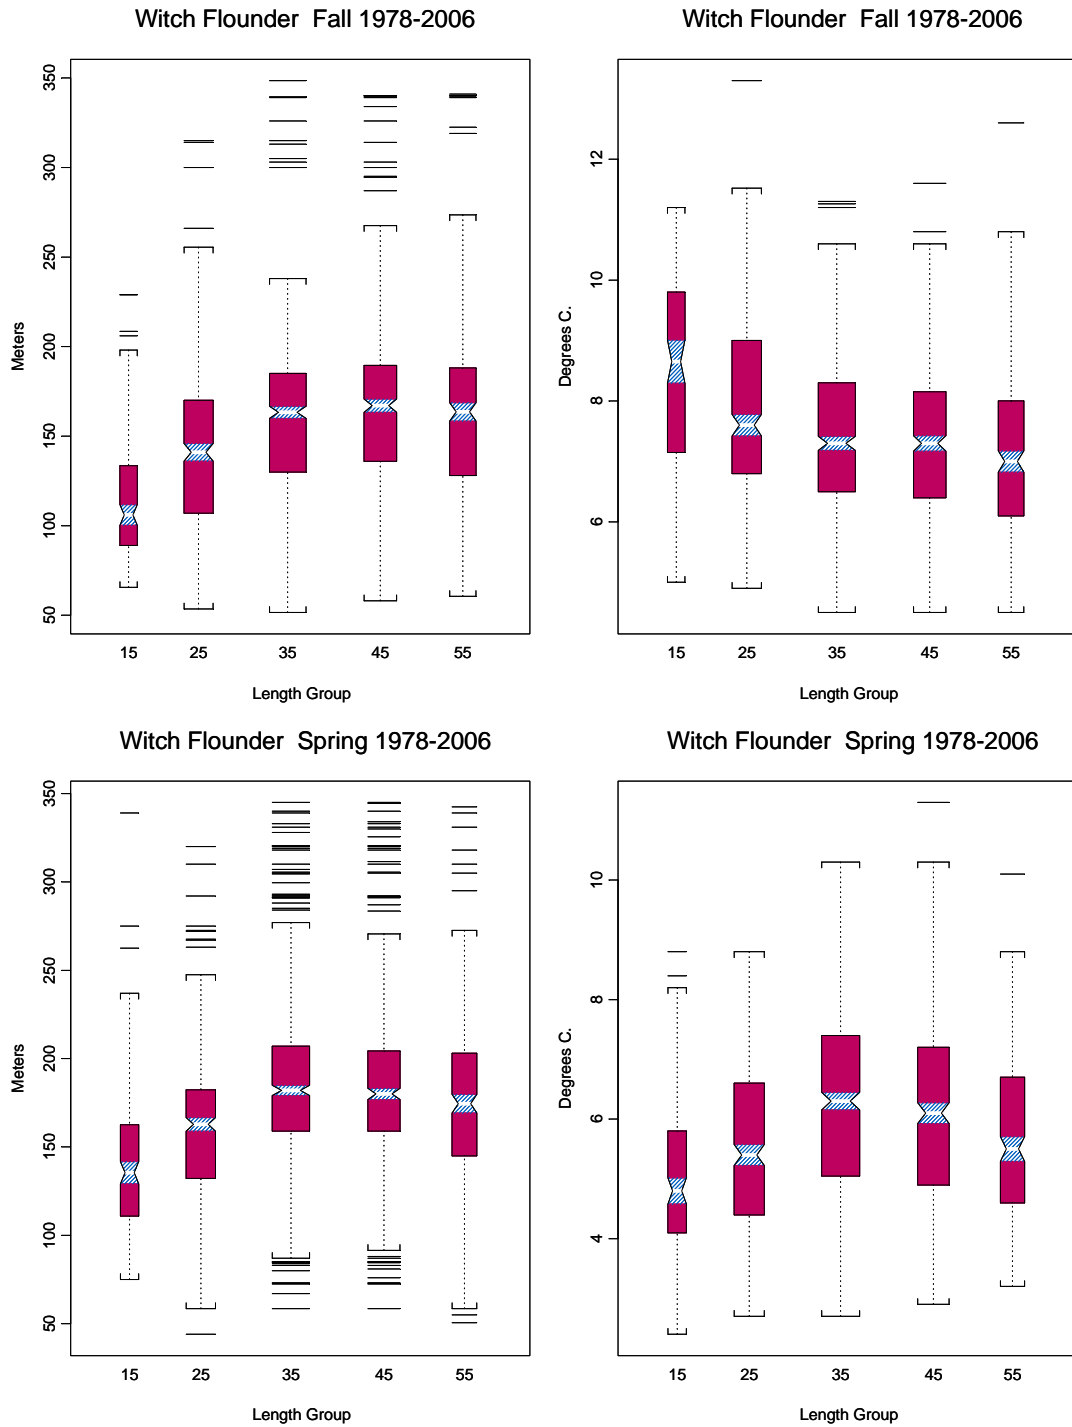 Witch Flounder Fall 1978-2006
Meters
350
300
250
200
150
100
50
15 25 35 45 55
Length Group
Witch Flounder Fall 1978-2006
Degrees C.
12
10
8
6
15 25 35 45 55
Length Group
Witch Flounder Spring 1978-2006
Meters
350
300
250
200
150
100
50
15 25 35 45 55
Length Group
Witch Flounder Spring 1978-2006
Degrees C.
10
8
6
4
15 25 35 45 55
Length Group